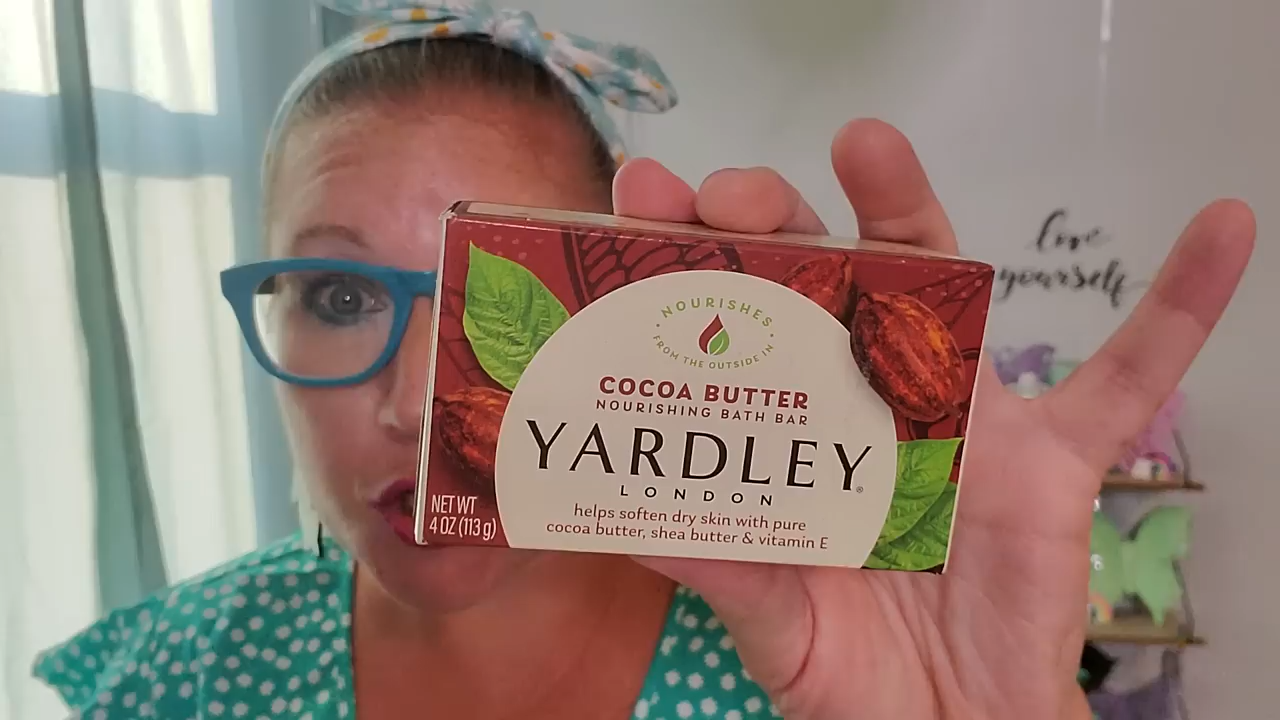 love
yourself
NOURISHES
FROM THE OUTSIDE IN
COCOA BUTTER
NOURISHING BATH BAR
YARDLEY®
LONDON
helps soften dry skin with pure
cocoa butter, shea butter & vitamin E
NET WT
4 OZ (113 g)